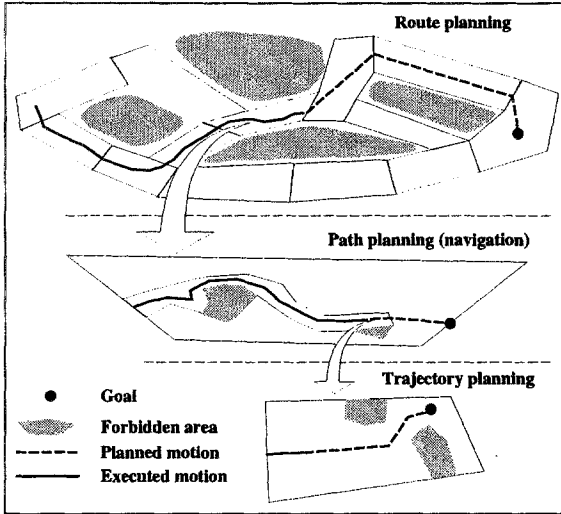 Route planning
Path planning (navigation)
Trajectory planning
Goal
Forbidden area
Planned motion
Executed motion